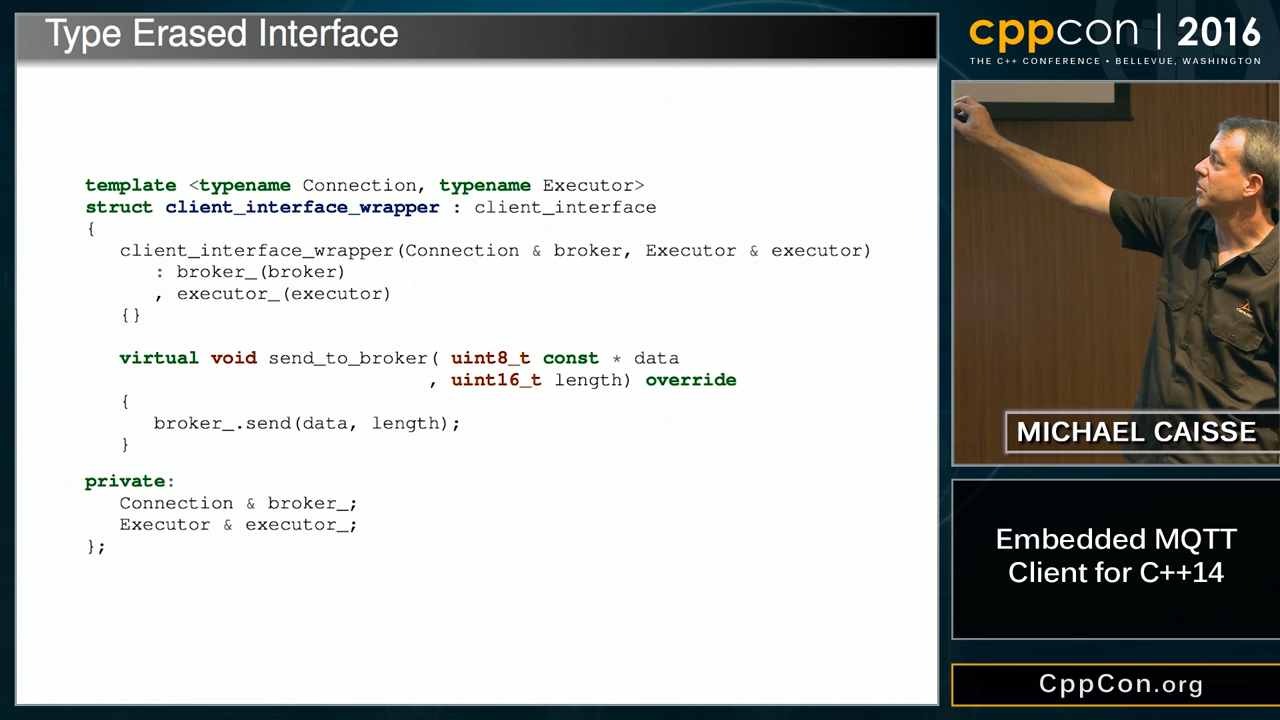 Type Erased Interface
template <typename Connection, typename Executor>
struct client_interface_wrapper : client_interface
{
client_interface_wrapper(Connection & broker, Executor & executor)
: broker_(broker)
, executor_(executor)
{}
virtual void send_to_broker( uint8_t const * data
, uint16_t length) override
{
broker_.send(data, length);
}
private:
Connection & broker_;
Executor & executor_;
};
cppcon | 2016
THE C++ CONFERENCE • BELLEVUE, WASHINGTON
MICHAEL CAISSE
Embedded MQTT
Client for C++14
CppCon.org